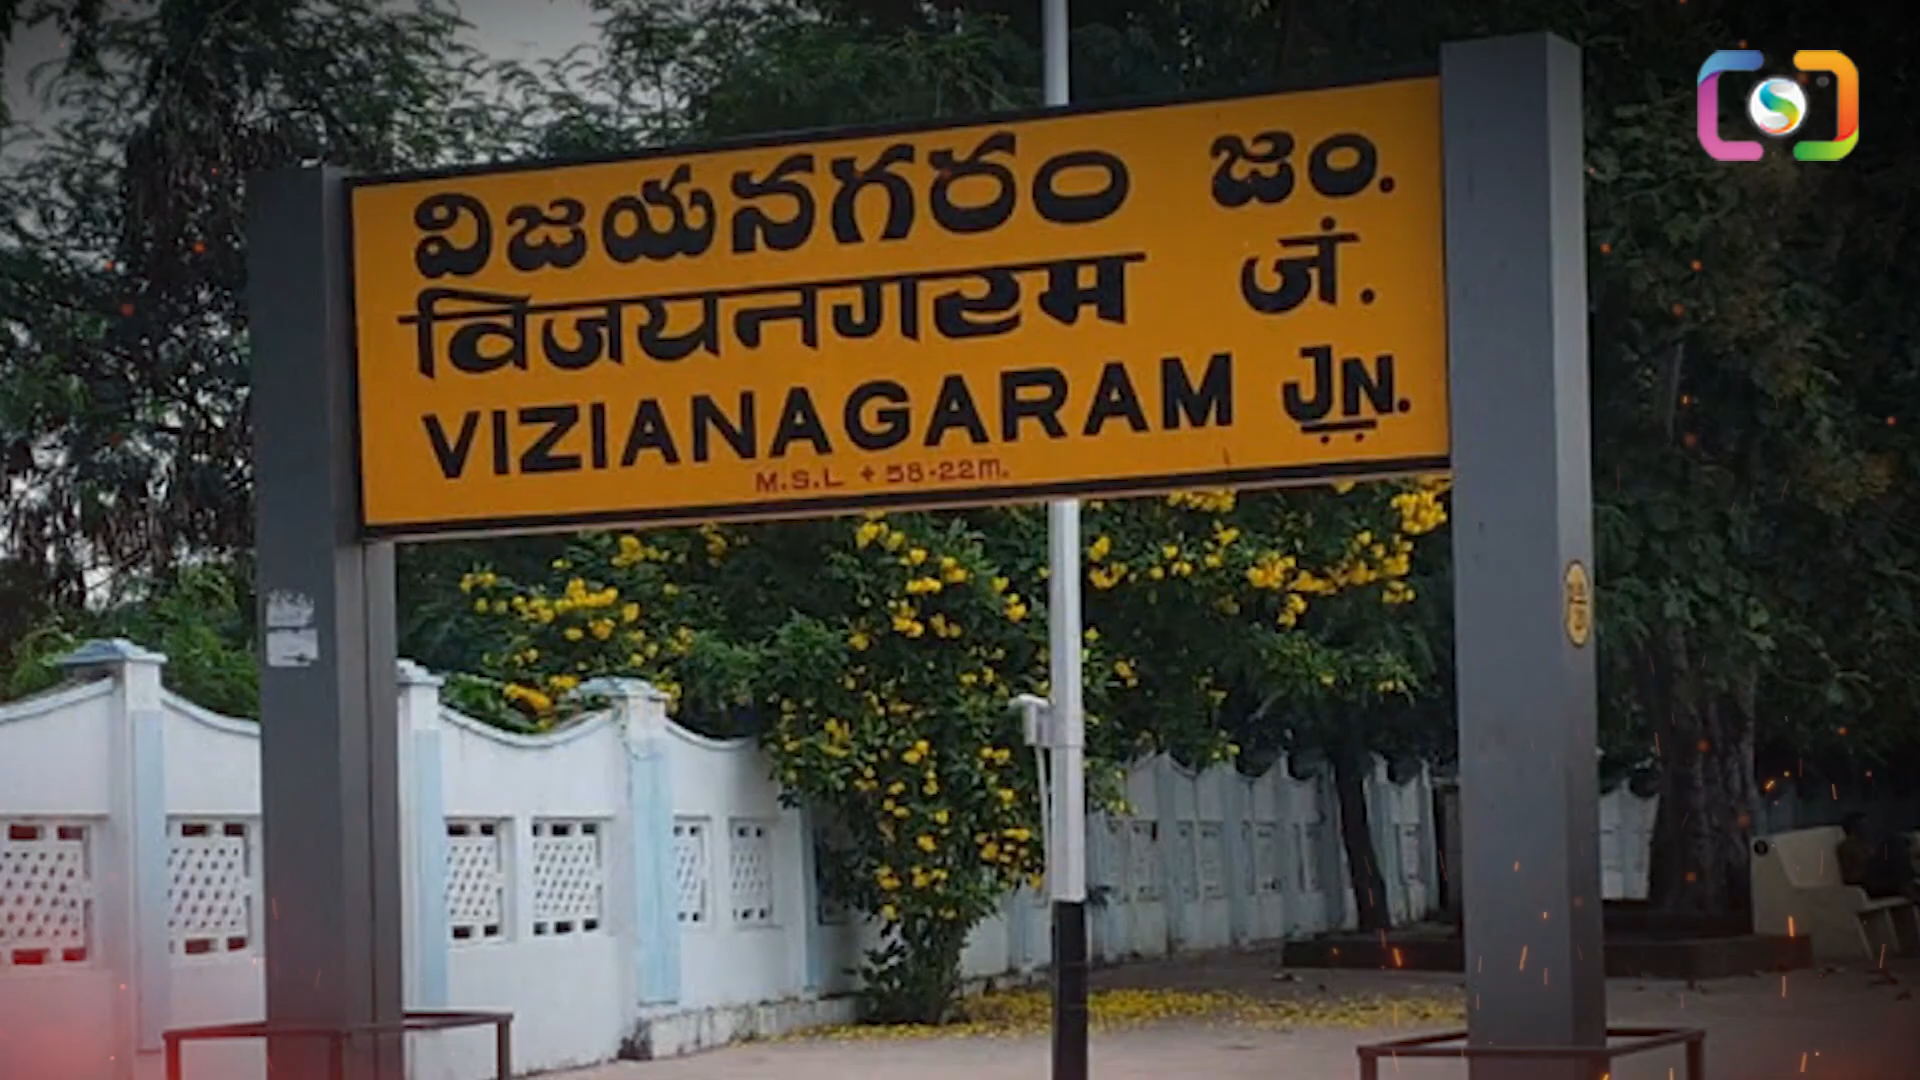 విజయనగరం జం.
विजयनगरम जं.
VIZIANAGARAM JN.
M.S.L + 58.22m.